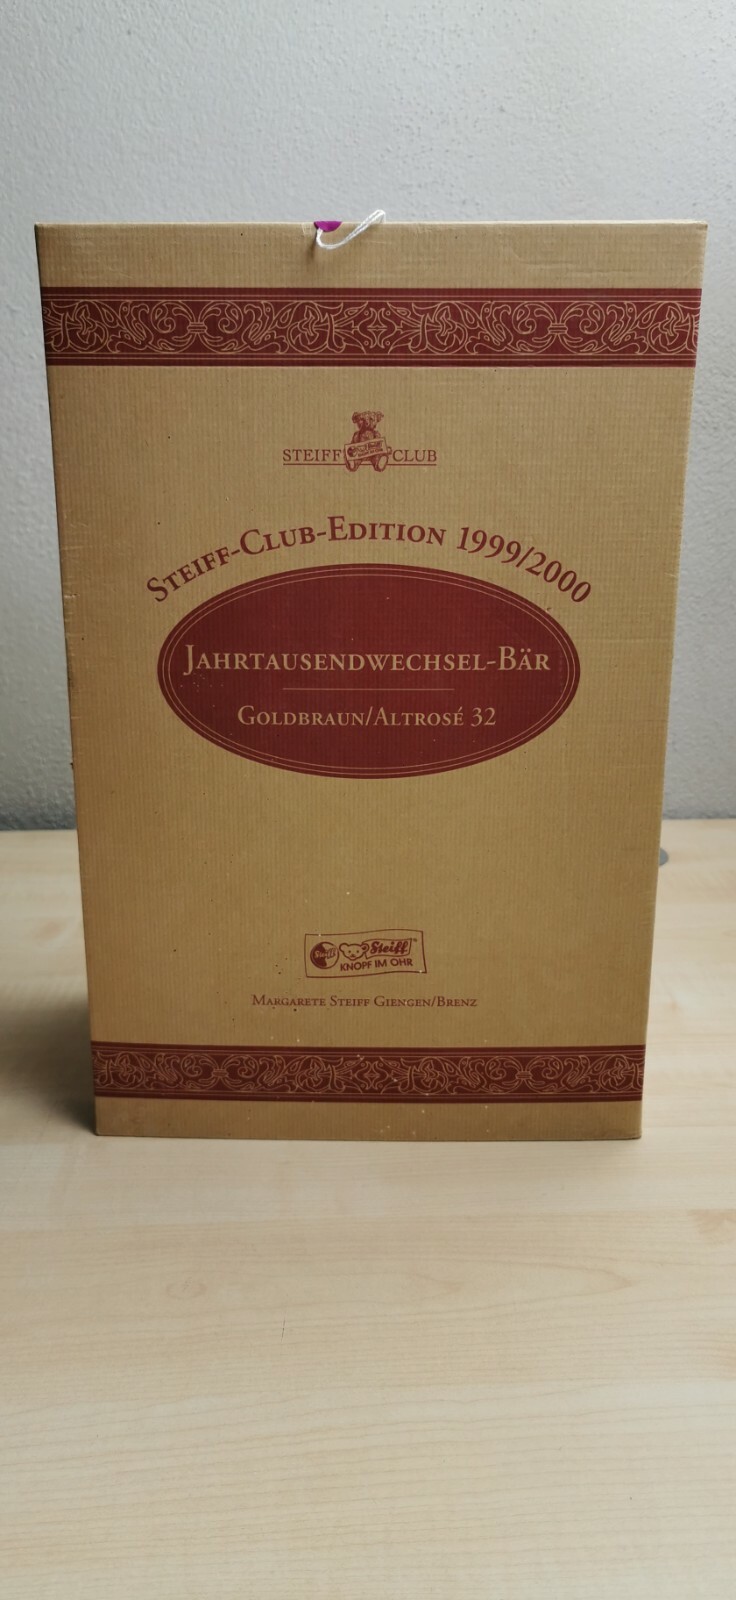 STEIFF CLUB
STEIFF-CLUB-EDITION 1999/2000
JAHRTAUSENDWECHSEL-BÄR
GOLDBRAUN/ALTROSÉ 32
Steiff Steiff
KNOPF IM OHR
MARGARETE STEIFF GIENGEN/BRENZ